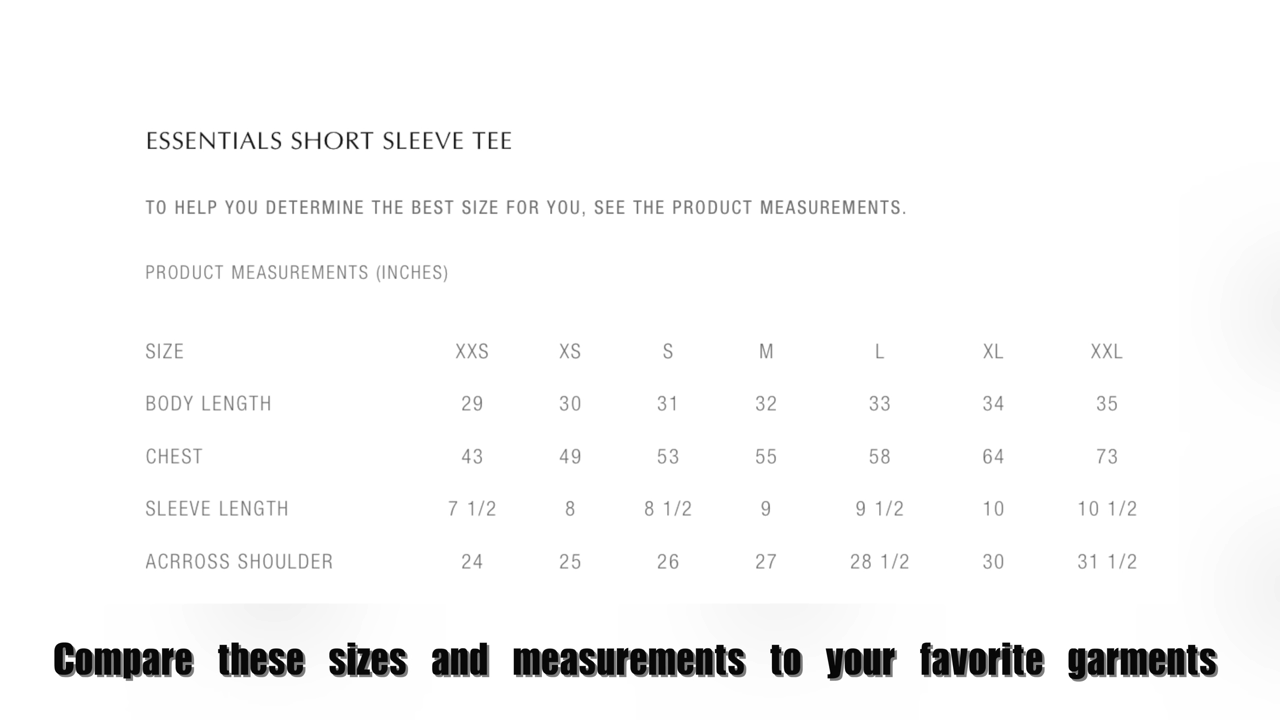 ESSENTIALS SHORT SLEEVE TEE
TO HELP YOU DETERMINE THE BEST SIZE FOR YOU, SEE THE PRODUCT MEASUREMENTS.
PRODUCT MEASUREMENTS (INCHES)
SIZE XXS XS S M L XL XXL
BODY LENGTH 29 30 31 32 33 34 35
CHEST 43 49 53 55 58 64 73
SLEEVE LENGTH 7 1/2 8 8 1/2 9 9 1/2 10 10 1/2
ACRROSS SHOULDER 24 25 26 27 28 1/2 30 31 1/2
Compare these sizes and measurements to your favorite garments